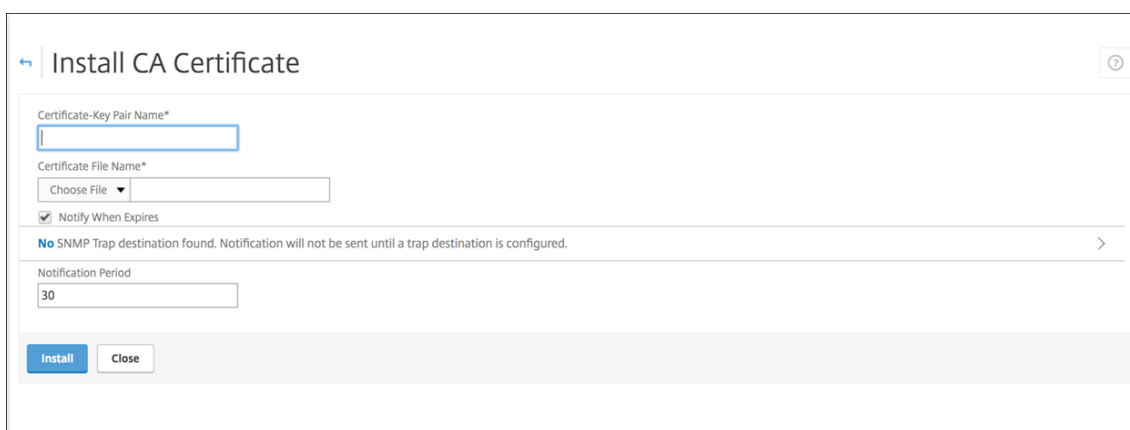 Install CA Certificate
?
Certificate-Key Pair Name*
Certificate File Name*
Choose File
Notify When Expires
No SNMP Trap destination found. Notification will not be sent until a trap destination is configured.
Notification Period
30
Install Close